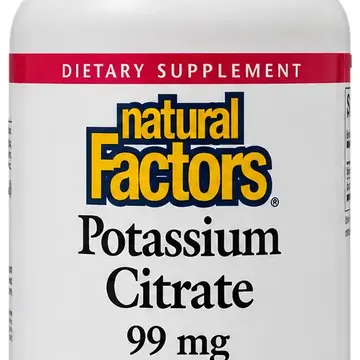 DIETARY SUPPLEMENT
natural
Factors®
Potassium
Citrate
99 mg